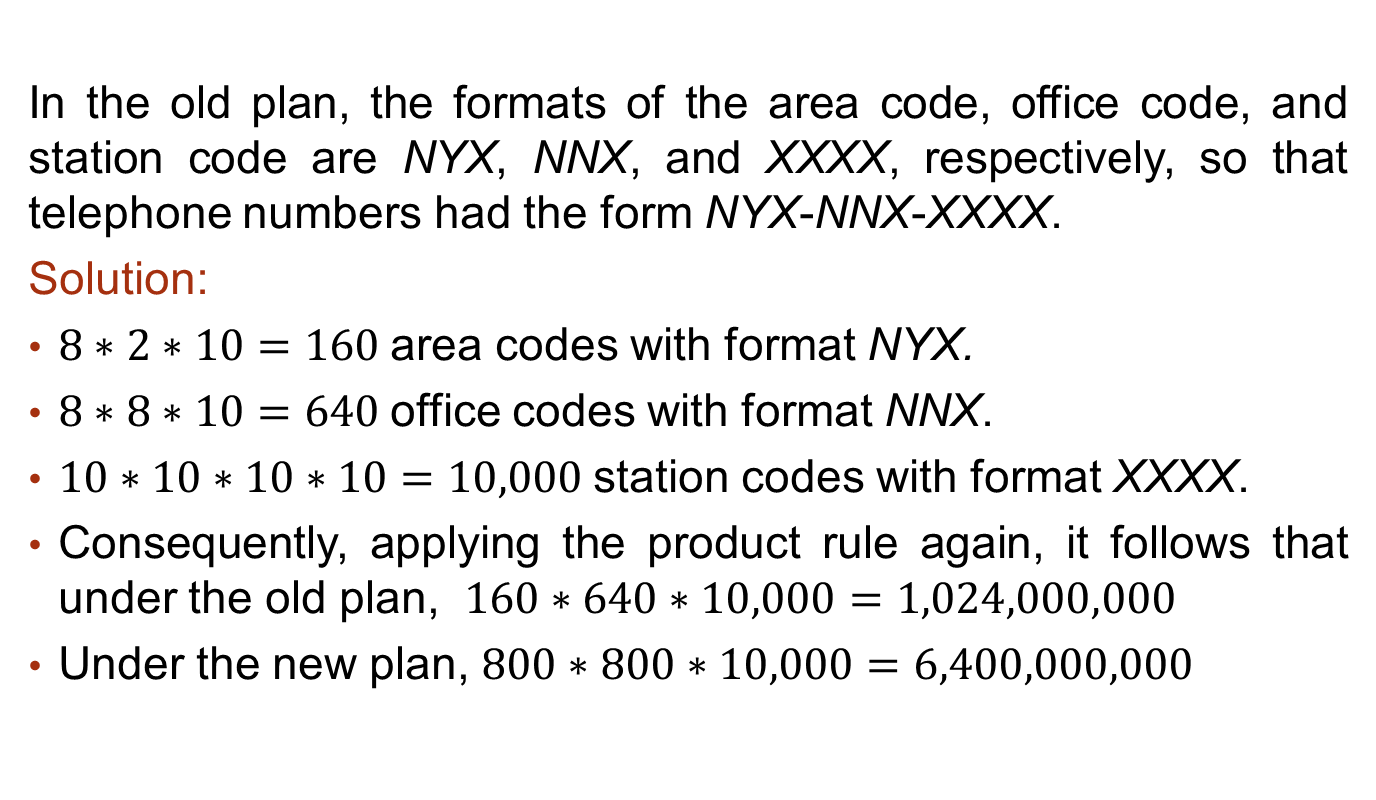 In the old plan, the formats of the area code, office code, and
station code are NYX, NNX, and XXXX, respectively, so that
telephone numbers had the form NYX-NNX-XXXX.
Solution:
• 8 ∗ 2 ∗ 10 = 160 area codes with format NYX.
• 8 ∗ 8 ∗ 10 = 640 office codes with format NNX.
• 10 ∗ 10 ∗ 10 ∗ 10 = 10,000 station codes with format XXXX.
• Consequently, applying the product rule again, it follows that
under the old plan, 160 ∗ 640 ∗ 10,000 = 1,024,000,000
• Under the new plan, 800 ∗ 800 ∗ 10,000 = 6,400,000,000